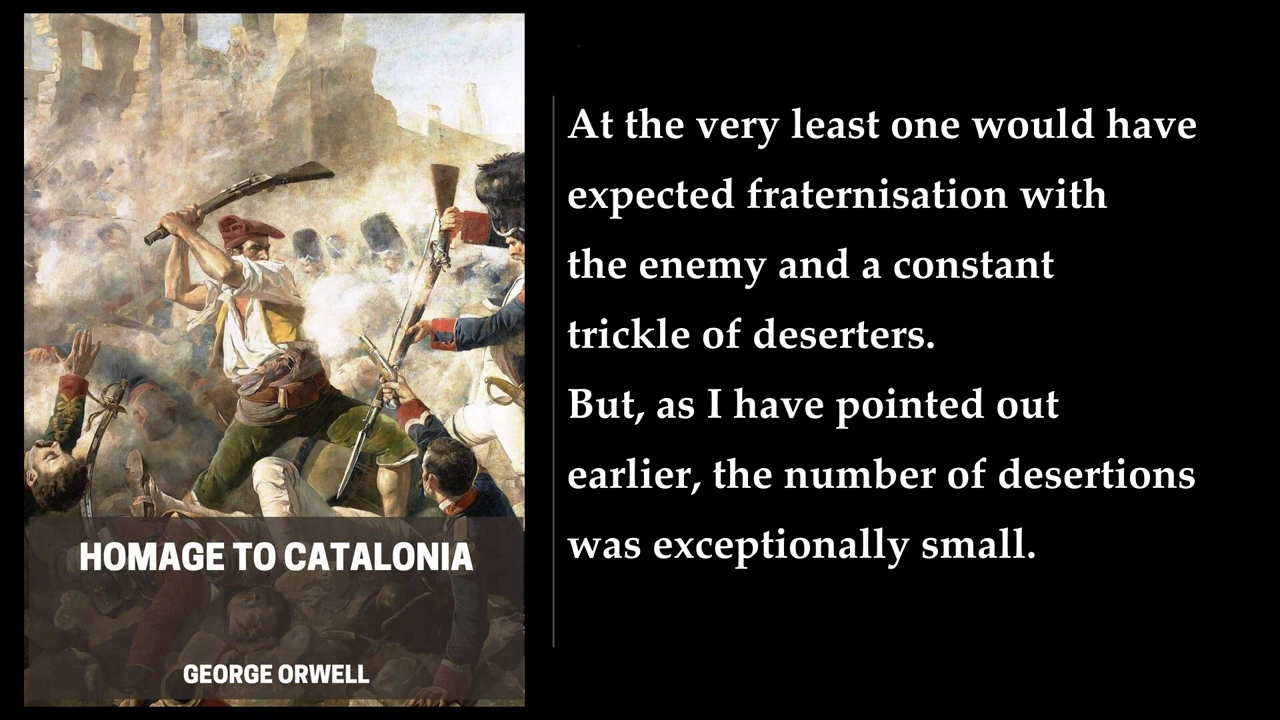 HOMAGE TO CATALONIA
GEORGE ORWELL
At the very least one would have
expected fraternisation with
the enemy and a constant
trickle of deserters.
But, as I have pointed out
earlier, the number of desertions
was exceptionally small.